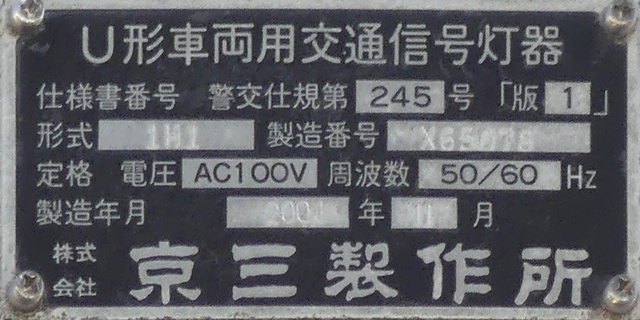 U形車両用交通信号灯器
仕様書番号 警交仕規第 245 号 「版 1 」
形式 1H1 製造番号
定格 電圧 AC100V 周波数 50/60 Hz
製造年月 年 月
株式会社 京三製作所